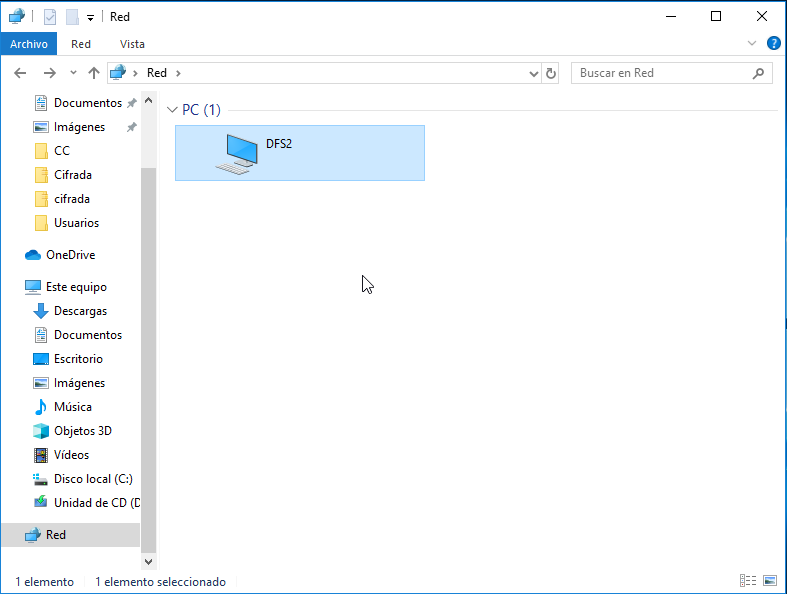 Red
Archivo
Red
Vista
Red
Buscar en Red
Documentos
Imágenes
CC
Cifrada
cifrada
Usuarios
OneDrive
Este equipo
Descargas
Documentos
Escritorio
Imágenes
Música
Objetos 3D
Vídeos
Disco local (C:)
Unidad de CD (D
Red
PC (1)
DFS2
1 elemento
1 elemento seleccionado